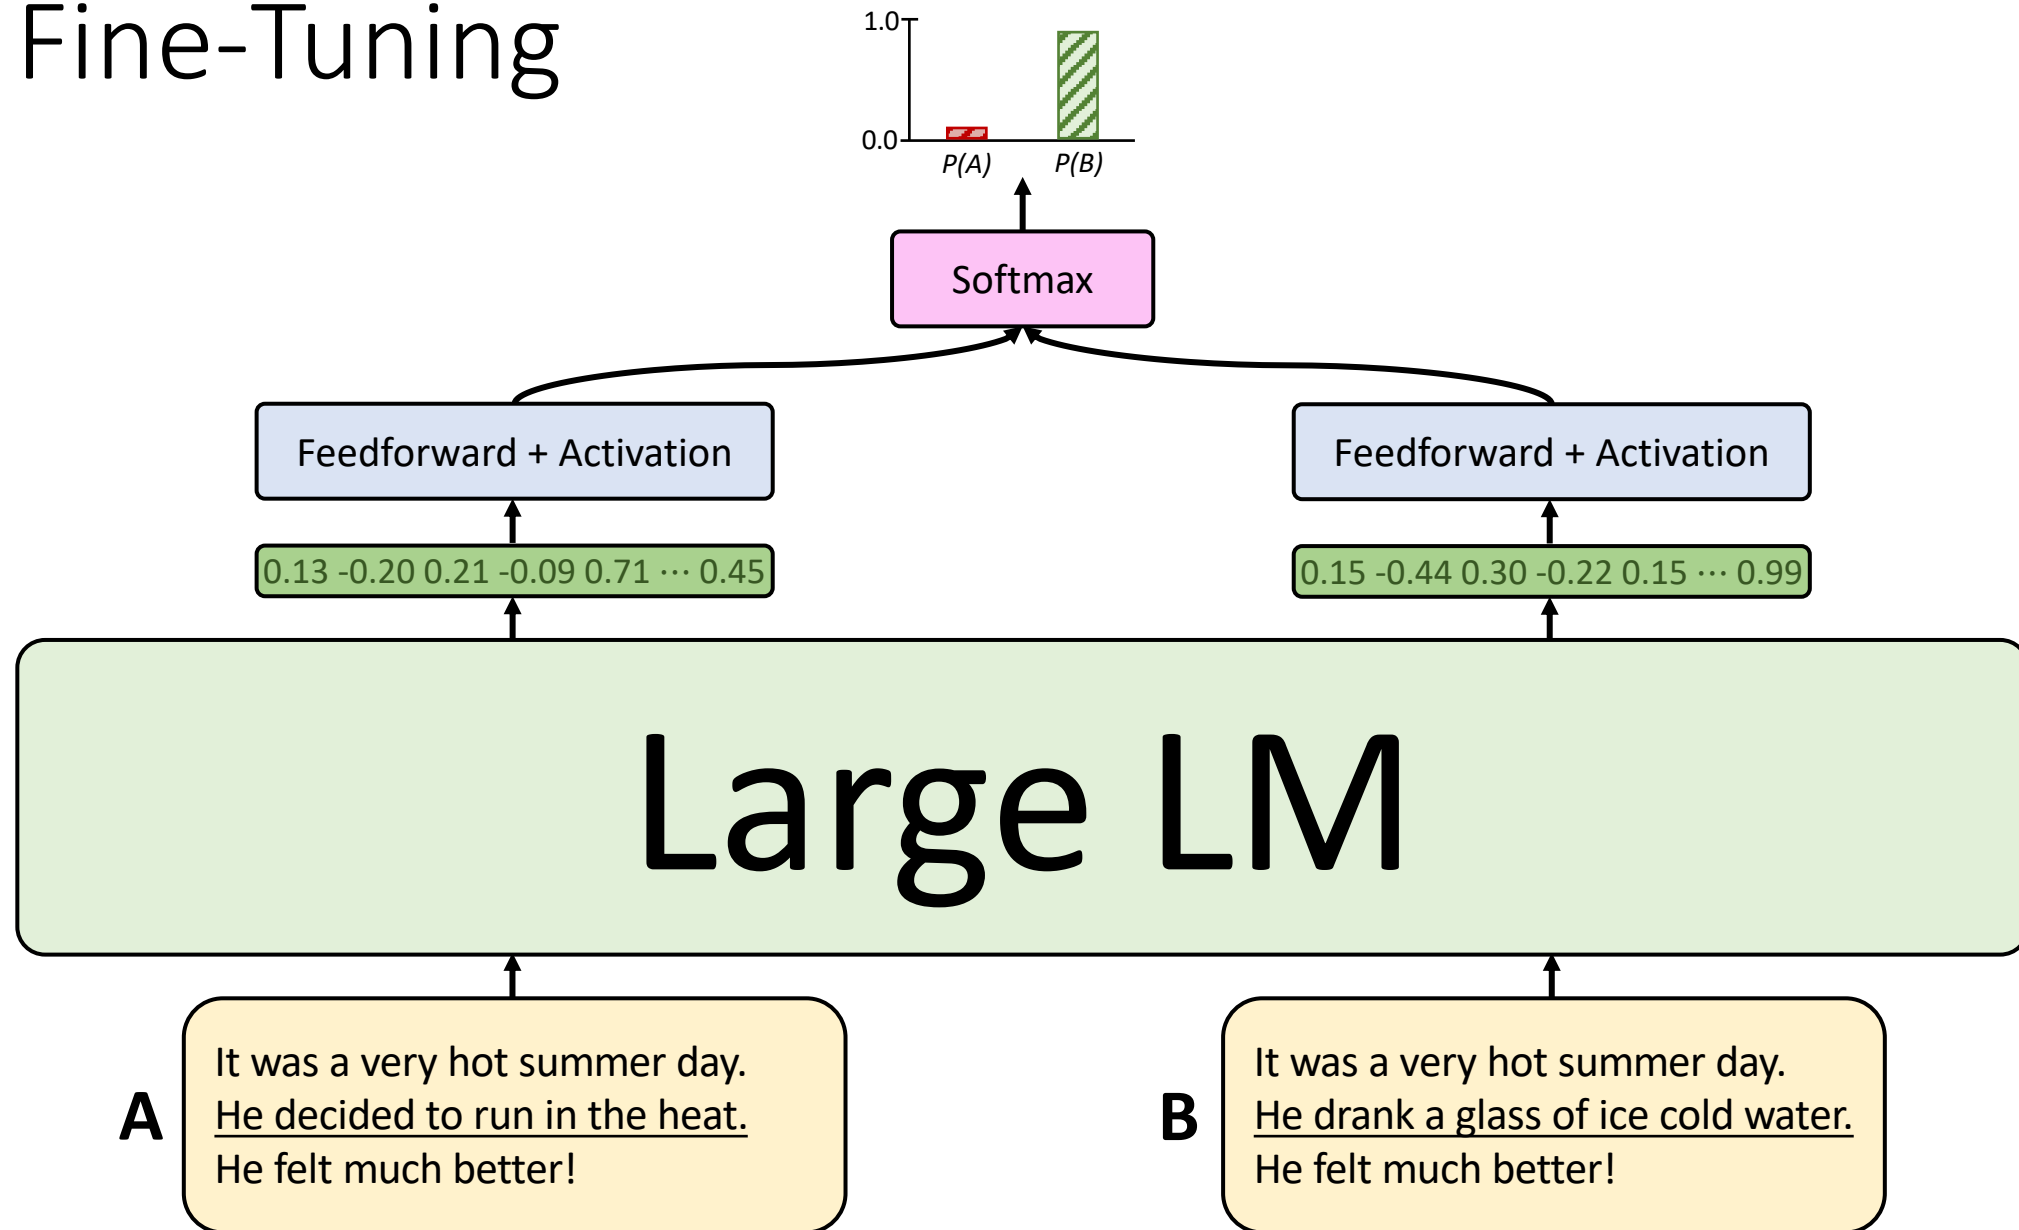 Fine-Tuning
1.0
0.0
P(A)
P(B)
Softmax
Feedforward + Activation
Feedforward + Activation
0.13 -0.20 0.21 -0.09 0.71 ··· 0.45
0.15 -0.44 0.30 -0.22 0.15 ··· 0.99
Large LM
A
It was a very hot summer day.
He decided to run in the heat.
He felt much better!
B
It was a very hot summer day.
He drank a glass of ice cold water.
He felt much better!